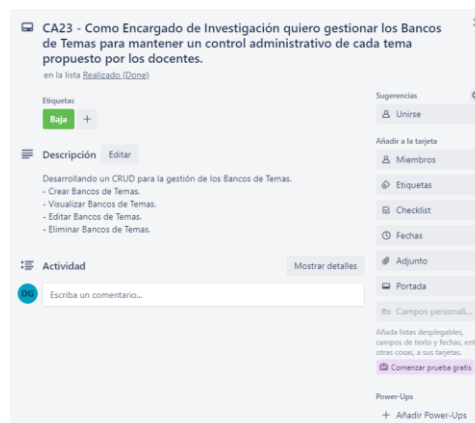 CA23 - Como Encargado de Investigación quiero gestionar los Bancos
de Temas para mantener un control administrativo de cada tema
propuesto por los docentes.
en la lista Realizado (Done)
Etiquetas
Baja +
Descripción Editar
Desarrollando un CRUD para la gestión de los Bancos de Temas.
- Crear Bancos de Temas.
- Visualizar Bancos de Temas.
- Editar Bancos de Temas.
- Eliminar Bancos de Temas.
Actividad Mostrar detalles
DG Escriba un comentario...
Sugerencias
Unirse
Añadir a la tarjeta
Miembros
Etiquetas
Checklist
Fechas
Adjunto
Portada
Campos personali...
Añada listas desplegables,
campos de texto y fechas, ent
otras cosas, a sus tarjetas.
Comenzar prueba gratis
Power-Ups
+ Añadir Power-Ups